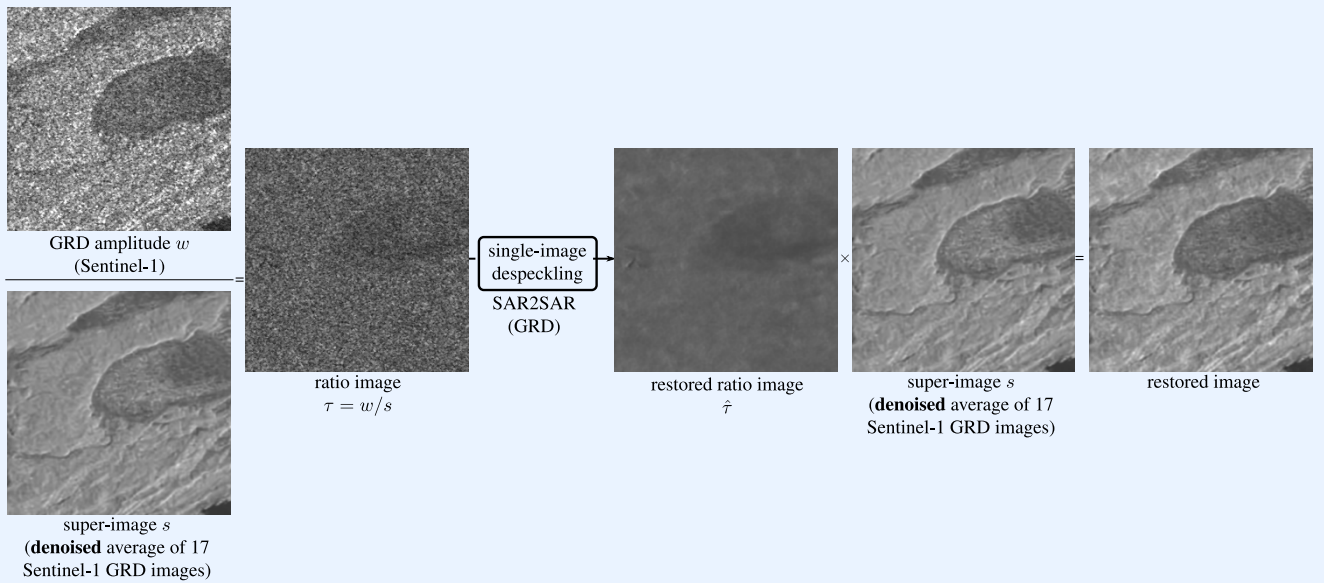 GRD amplitude w
(Sentinel-1)
super-image s
(denoised average of 17
Sentinel-1 GRD images)
=
ratio image
τ = w/s
single-image
despeckling
SAR2SAR
(GRD)
restored ratio image
τ̂
×
super-image s
(denoised average of 17
Sentinel-1 GRD images)
=
restored image